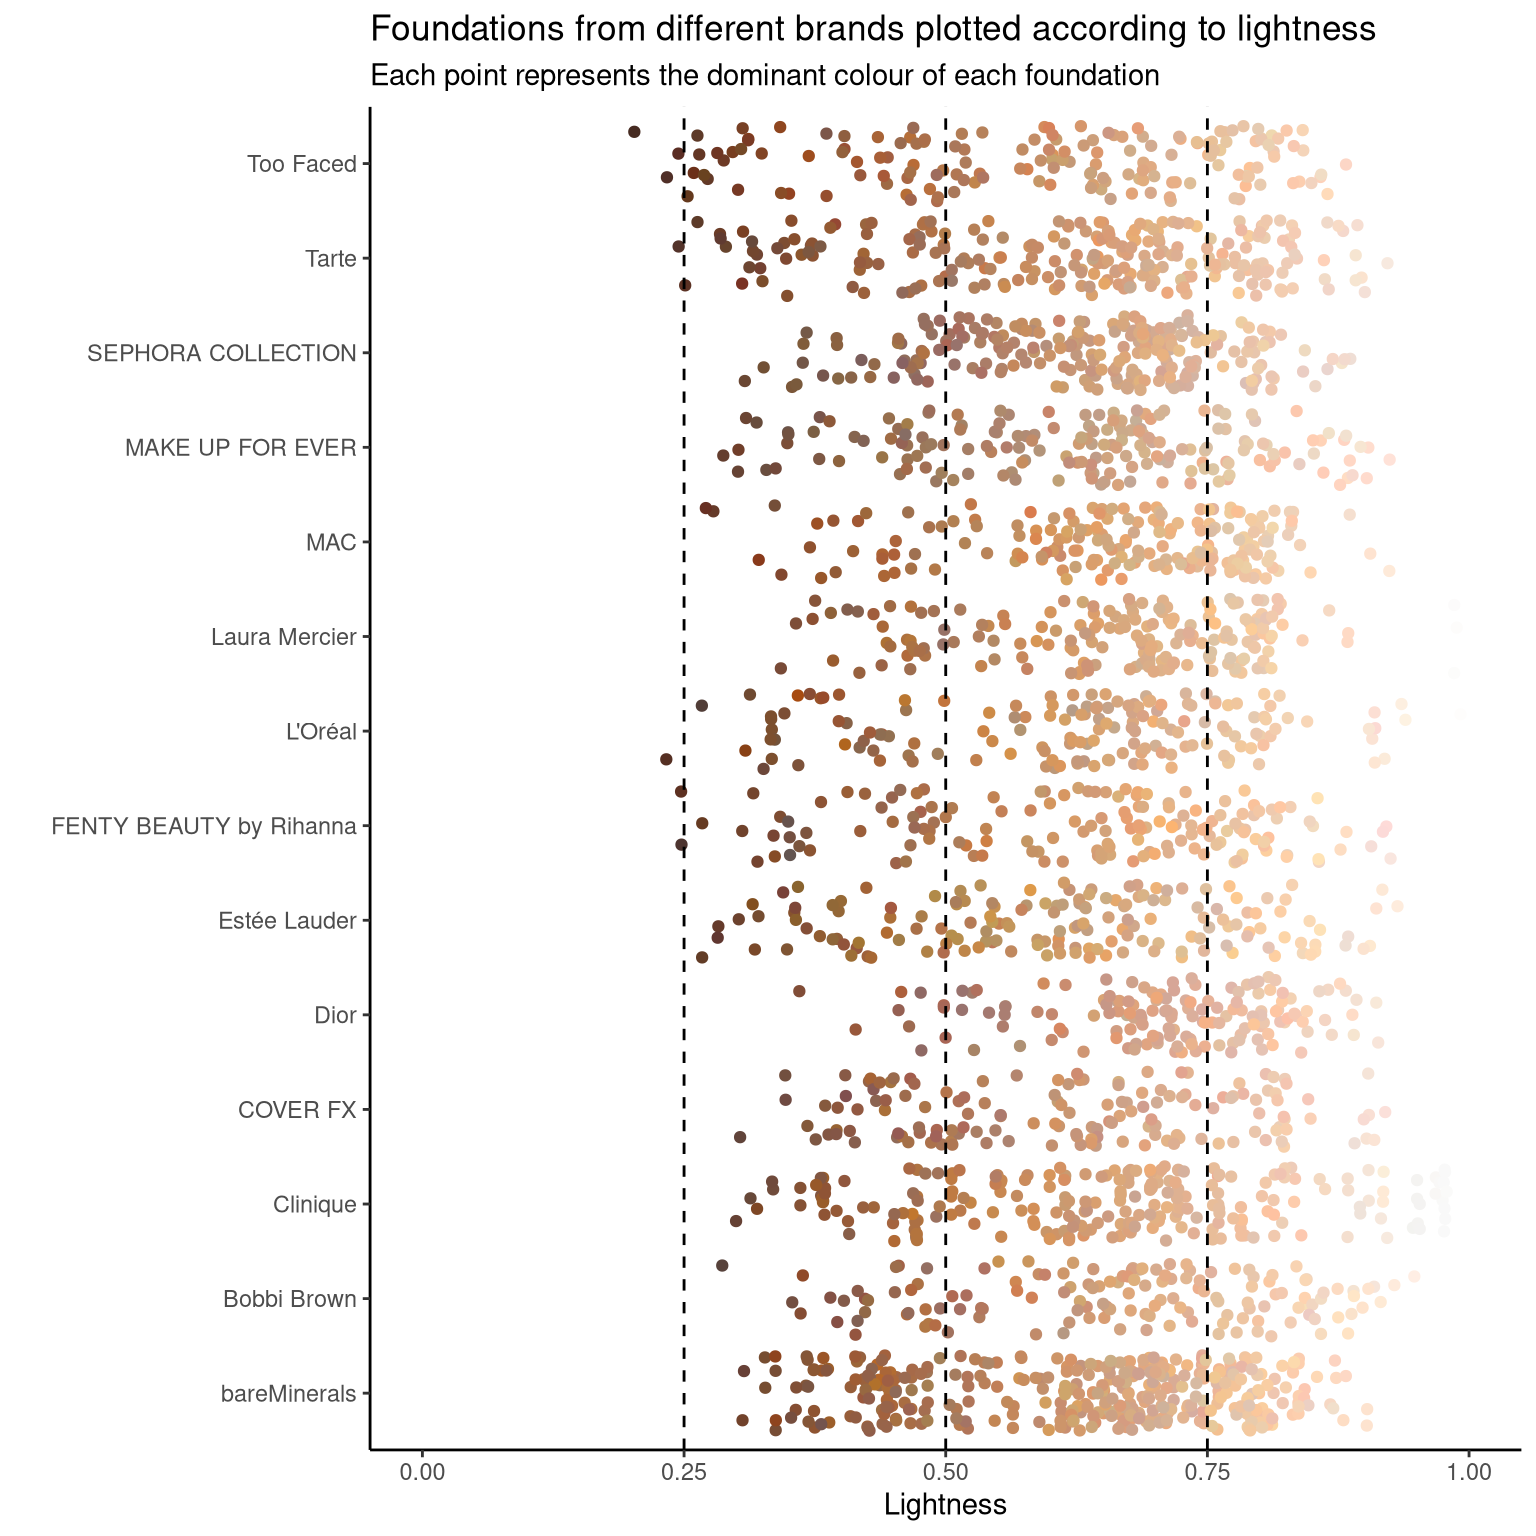 Foundations from different brands plotted according to lightness
Each point represents the dominant colour of each foundation
Too Faced
Tarte
SEPHORA COLLECTION
MAKE UP FOR EVER
MAC
Laura Mercier
L'Oréal
FENTY BEAUTY by Rihanna
Estée Lauder
Dior
COVER FX
Clinique
Bobbi Brown
bareMinerals
0.00 0.25 0.50 0.75 1.00
Lightness